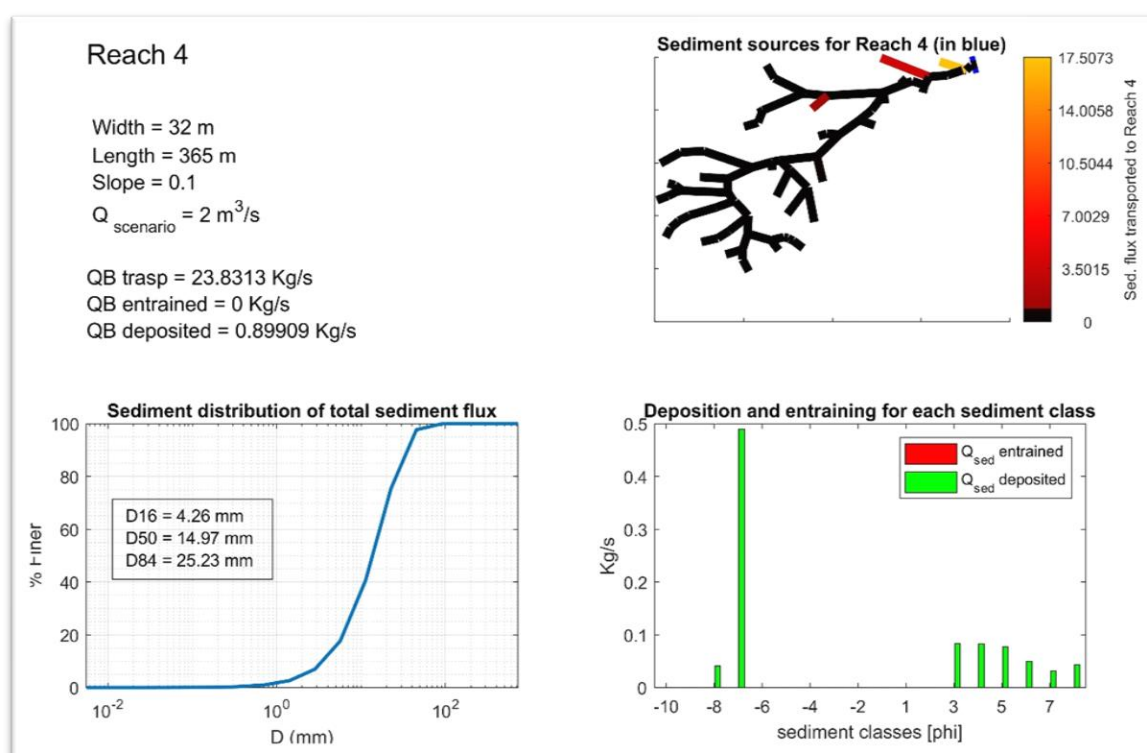 Reach 4
Width = 32 m
Length = 365 m
Slope = 0.1
Q scenario = 2 m3/s
QB trasp = 23.8313 Kg/s
QB entrained = 0 Kg/s
QB deposited = 0.89909 Kg/s
Sediment sources for Reach 4 (in blue)
17.5073
14.0058
10.5044
7.0029
3.5015
0
Sed. flux transported to Reach 4
Sediment distribution of total sediment flux
100
80
60
40
20
0
% Finer
D16 = 4.26 mm
D50 = 14.97 mm
D84 = 25.23 mm
10-2 100 102
D (mm)
Deposition and entraining for each sediment class
0.5
0.4
0.3
0.2
0.1
0
Kg/s
Qsed entrained
Qsed deposited
-10 -8 -6 -4 -2 1 3 5 7
sediment classes [phi]